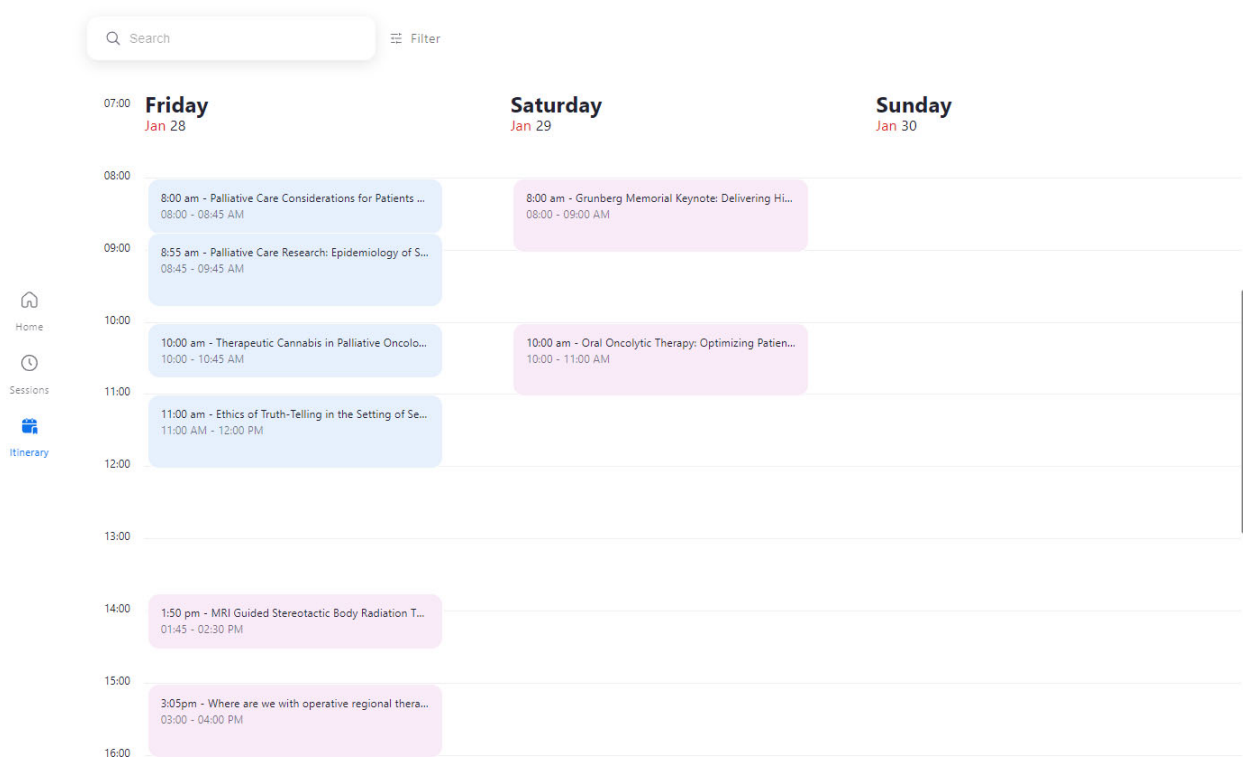 Search
Filter
07:00
Friday
Jan 28
Saturday
Jan 29
Sunday
Jan 30
08:00
8:00 am - Palliative Care Considerations for Patients ...
08:00 - 08:45 AM
8:00 am - Grunberg Memorial Keynote: Delivering Hi...
08:00 - 09:00 AM
09:00
8:55 am - Palliative Care Research: Epidemiology of S...
08:45 - 09:45 AM
Home
10:00
10:00 am - Therapeutic Cannabis in Palliative Oncolo...
10:00 - 10:45 AM
10:00 am - Oral Oncolytic Therapy: Optimizing Patien...
10:00 - 11:00 AM
Sessions
11:00
11:00 am - Ethics of Truth-Telling in the Setting of Se...
11:00 AM - 12:00 PM
Itinerary
12:00
13:00
14:00
1:50 pm - MRI Guided Stereotactic Body Radiation T...
01:45 - 02:30 PM
15:00
3:05pm - Where are we with operative regional thera...
03:00 - 04:00 PM
16:00